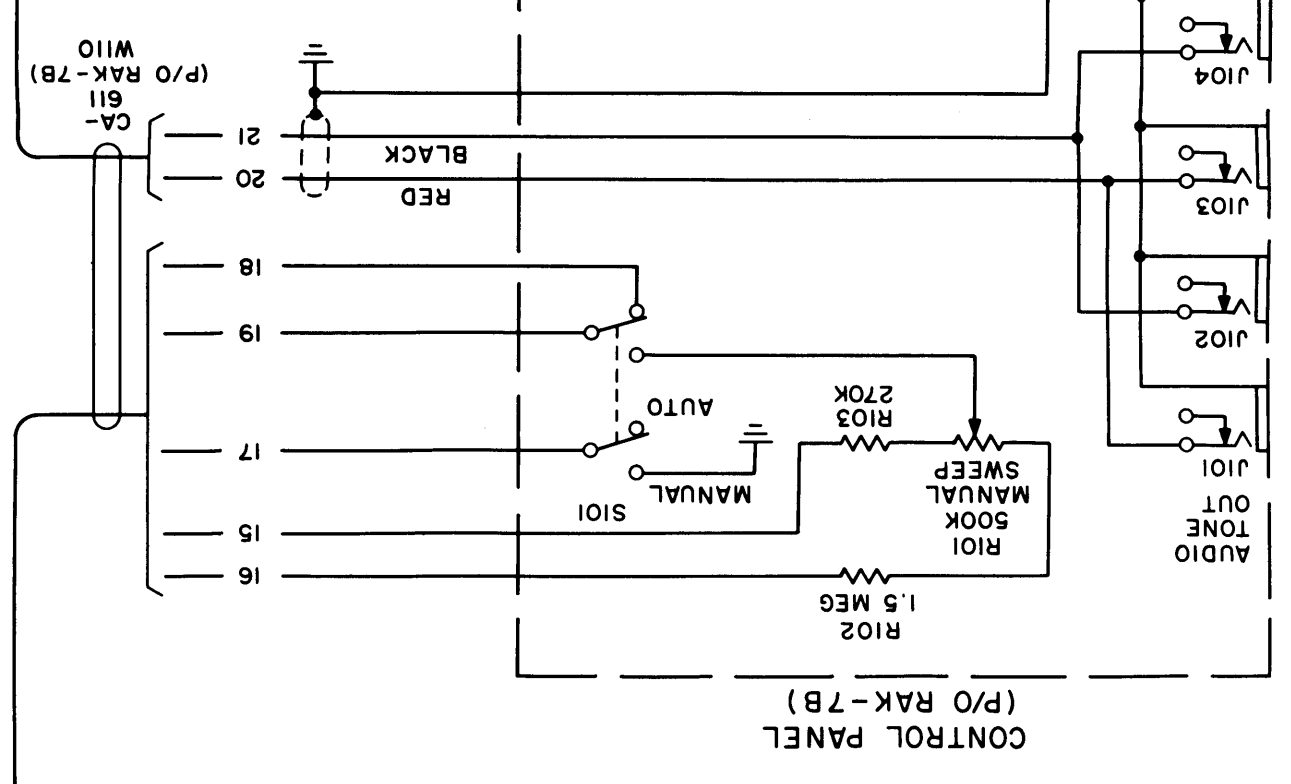 CONTROL PANEL
(P/O RAK-7B)
R102
1.5 MEG
16
15
AUDIO
TONE
OUT
J101
R101
500K
MANUAL
SWEEP
S101
MANUAL
17
R103
270K
AUTO
J102
19
18
J103
RED
20
BLACK
21
J104
CA-
611
(P/O RAK-7B)
W110